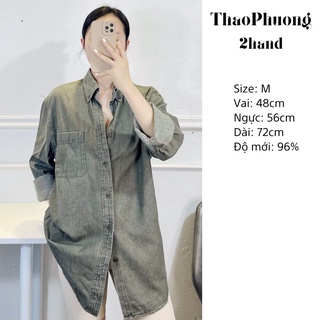 ThaoPhuong
2hand
Size: M
Vai: 48cm
Ngực: 56cm
Dài: 72cm
Độ mới: 96%